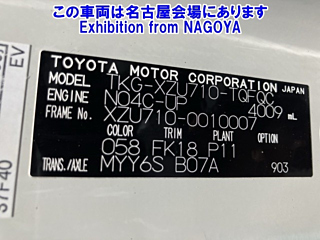 この車両は名古屋会場にあります
Exhibition from NAGOYA
TOYOTA MOTOR CORPORATION JAPAN
MODEL TKG-XZU710-TQFQC
ENGINE N04C-UP 4009 mL
FRAME No. XZU710-0010007
COLOR TRIM PLANT OPTION
058 FK18 P11
TRANS./AXLE MYY6S B07A 903
EV
37F40